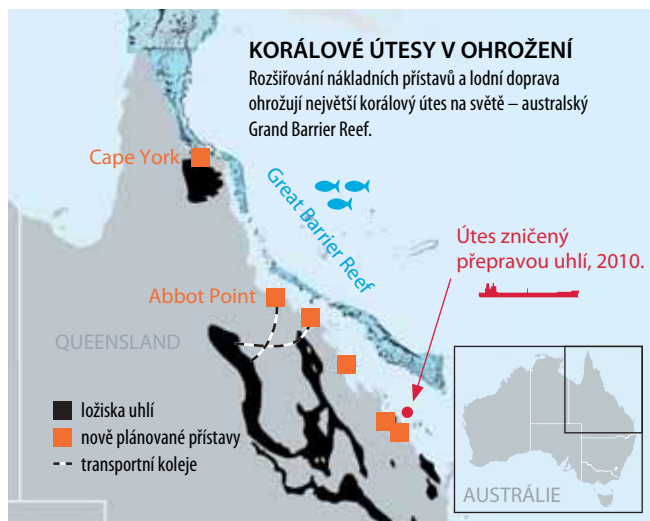 KORÁLOVÉ ÚTESY V OHROŽENÍ
Rozšiřování nákladních přístavů a lodní doprava
ohrožují největší korálový útes na světě – australský
Grand Barrier Reef.
Cape York
Great Barrier Reef
Útes zničený
přepravou uhlí, 2010.
Abbot Point
QUEENSLAND
ložiska uhlí
nově plánované přístavy
transportní koleje
AUSTRÁLIE